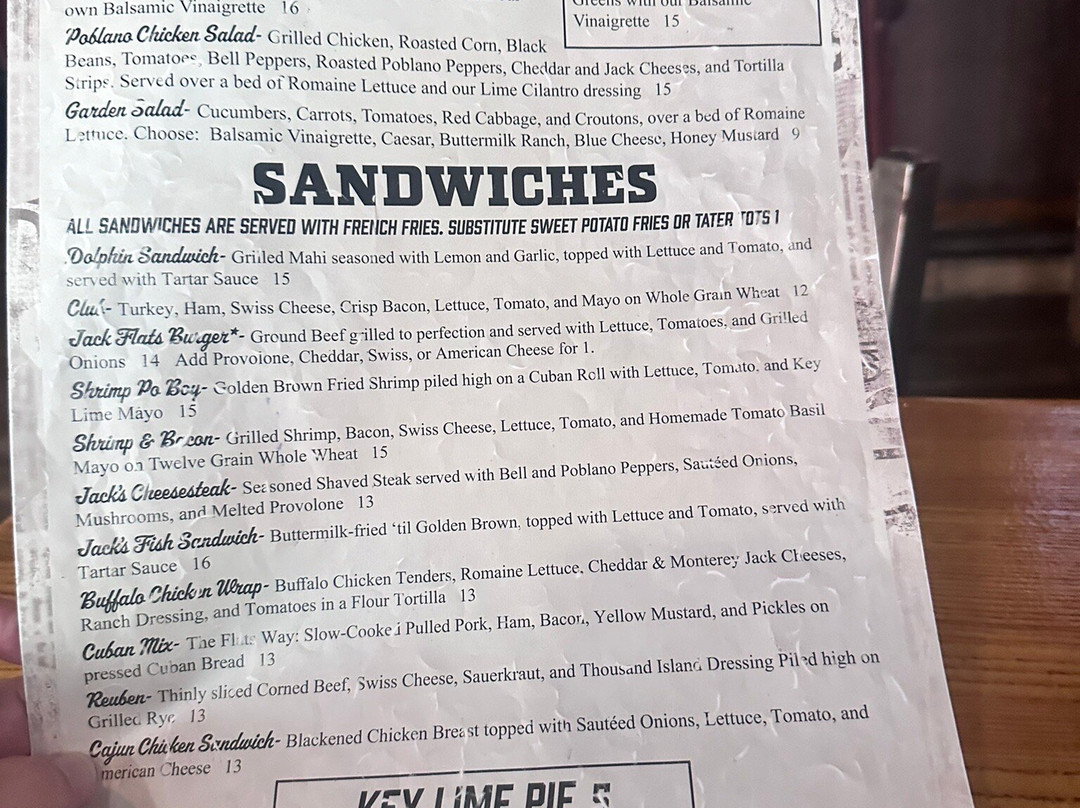 own Balsamic Vinaigrette 16
Greens with our Balsamic
Vinaigrette 15
Poblano Chicken Salad- Grilled Chicken, Roasted Corn, Black
Beans, Tomatoes, Bell Peppers, Roasted Poblano Peppers, Cheddar and Jack Cheeses, and Tortilla
Strips. Served over a bed of Romaine Lettuce and our Lime Cilantro dressing 15
Garden Salad- Cucumbers, Carrots, Tomatoes, Red Cabbage, and Croutons, over a bed of Romaine
Lettuce. Choose: Balsamic Vinaigrette, Caesar, Buttermilk Ranch, Blue Cheese, Honey Mustard 9
SANDWICHES
ALL SANDWICHES ARE SERVED WITH FRENCH FRIES. SUBSTITUTE SWEET POTATO FRIES OR TATER TOTS 1
Dolphin Sandwich- Grilled Mahi seasoned with Lemon and Garlic, topped with Lettuce and Tomato, and
served with Tartar Sauce 15
Club- Turkey, Ham, Swiss Cheese, Crisp Bacon, Lettuce, Tomato, and Mayo on Whole Grain Wheat 12
Jack Flats Burger*- Ground Beef grilled to perfection and served with Lettuce, Tomatoes, and Grilled
Onions 14 Add Provolone, Cheddar, Swiss, or American Cheese for 1.
Shrimp Po Boy- Golden Brown Fried Shrimp piled high on a Cuban Roll with Lettuce, Tomato, and Key
Lime Mayo 15
Shrimp & Bacon- Grilled Shrimp, Bacon, Swiss Cheese, Lettuce, Tomato, and Homemade Tomato Basil
Mayo on Twelve Grain Whole Wheat 15
Jack's Cheesesteak- Seasoned Shaved Steak served with Bell and Poblano Peppers, Sautéed Onions,
Mushrooms, and Melted Provolone 13
Jack's Fish Sandwich- Buttermilk-fried 'til Golden Brown, topped with Lettuce and Tomato, served with
Tartar Sauce 16
Buffalo Chicken Wrap- Buffalo Chicken Tenders, Romaine Lettuce, Cheddar & Monterey Jack Cheeses,
Ranch Dressing, and Tomatoes in a Flour Tortilla 13
Cuban Mix- The Flats Way: Slow-Cooked Pulled Pork, Ham, Bacon, Yellow Mustard, and Pickles on
pressed Cuban Bread 13
Reuben- Thinly sliced Corned Beef, Swiss Cheese, Sauerkraut, and Thousand Island Dressing Piled high on
Grilled Rye 13
Cajun Chicken Sandwich- Blackened Chicken Breast topped with Sautéed Onions, Lettuce, Tomato, and
American Cheese 13
KEY LIME PIE 5